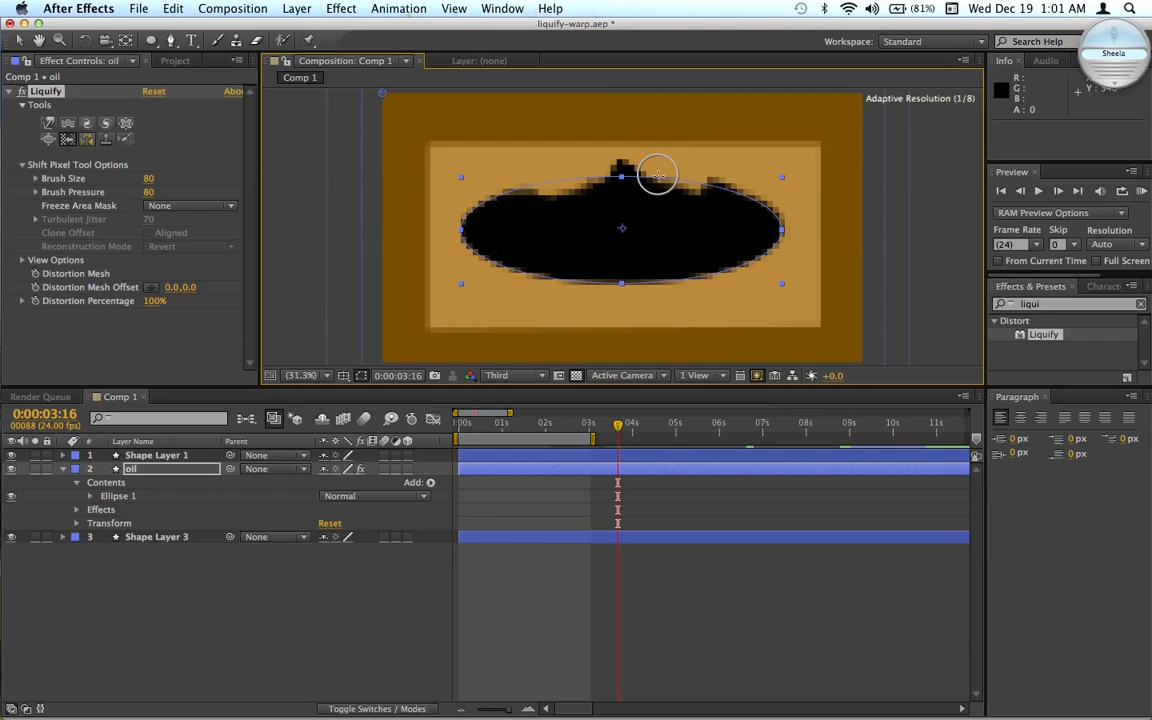 After Effects File Edit Composition Layer Effect Animation View Window Help (81%) Wed Dec 19 1:01 AM
liquify-warp.aep *
Workspace: Standard Search Help
Sheela
Effect Controls: oil Project Composition: Comp 1 Layer: (none) Info Audio
Comp 1 • oil Comp 1
fx Liquify Reset Abou
Adaptive Resolution (1/8)
R:
G:
B:
A: 0
Tools
Shift Pixel Tool Options
Brush Size 80
Brush Pressure 80
Freeze Area Mask None
Turbulent Jitter 70
Clone Offset Aligned
Reconstruction Mode Revert
View Options
Distortion Mesh
Distortion Mesh Offset 0.0,0.0
Distortion Percentage 100%
Preview
RAM Preview Options
Frame Rate Skip Resolution
(24) 0 Auto
From Current Time Full Screen
Effects & Presets Charact
liqui
Distort
Liquify
(31.3%) 0:00:03:16 Third Active Camera 1 View +0.0
Render Queue Comp 1
0:00:03:16
00088 (24.00 fps)
:00s 01s 02s 03s 04s 05s 06s 07s 08s 09s 10s 11s
# Layer Name Parent
1 Shape Layer 1 None
2 oil None fx
Contents Add:
Ellipse 1 Normal
Effects
Transform Reset
3 Shape Layer 3 None
Toggle Switches / Modes
Paragraph
0 px 0 px 0 px
0 px 0 px